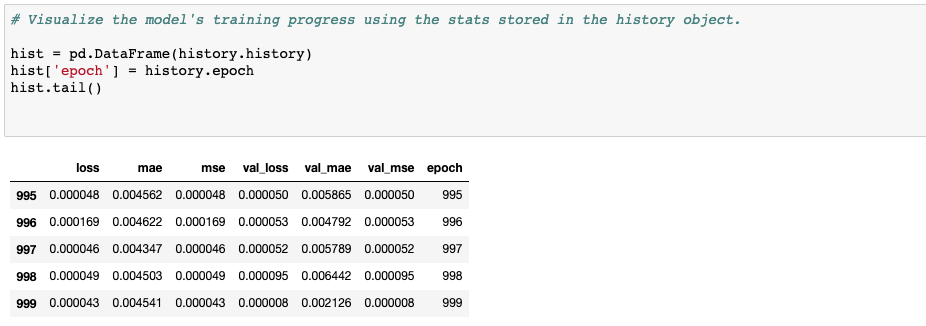 # Visualize the model's training progress using the stats stored in the history object.
hist = pd.DataFrame(history.history)
hist['epoch'] = history.epoch
hist.tail()
loss mae mse val_loss val_mae val_mse epoch
995 0.000048 0.004562 0.000048 0.000050 0.005865 0.000050 995
996 0.000169 0.004622 0.000169 0.000053 0.004792 0.000053 996
997 0.000046 0.004347 0.000046 0.000052 0.005789 0.000052 997
998 0.000049 0.004503 0.000049 0.000095 0.006442 0.000095 998
999 0.000043 0.004541 0.000043 0.000008 0.002126 0.000008 999